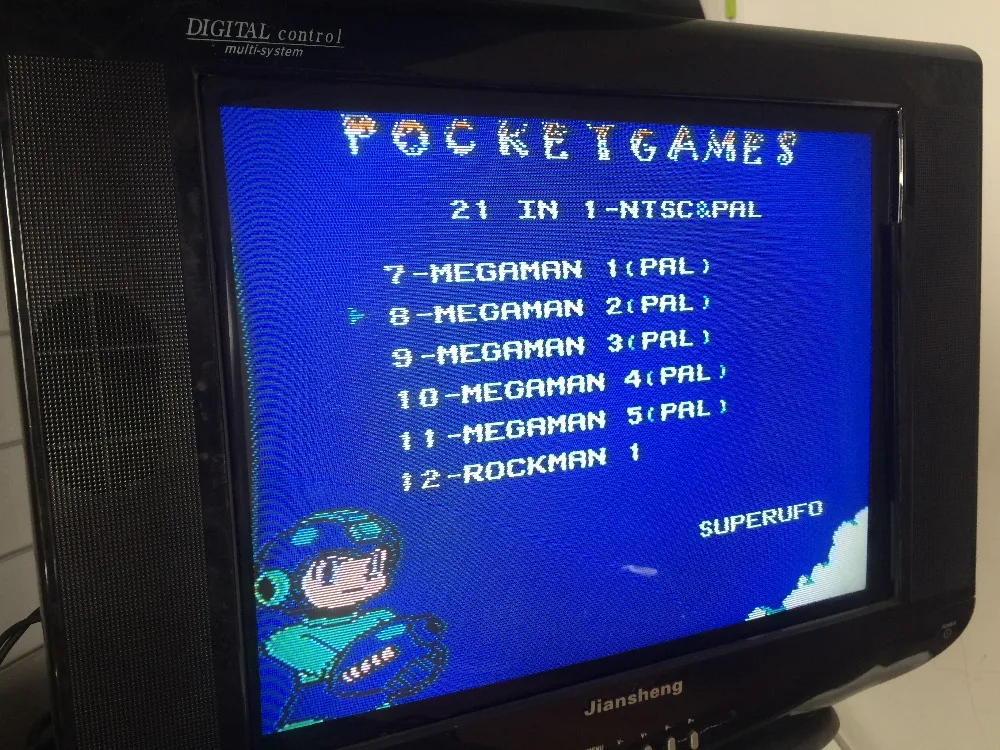 DIGITAL control
multi-system
POCKETGAMES
21 IN 1-NTSC&PAL
7-MEGAMAN 1(PAL)
8-MEGAMAN 2(PAL)
9-MEGAMAN 3(PAL)
10-MEGAMAN 4(PAL)
11-MEGAMAN 5(PAL)
12-ROCKMAN 1
SUPERUFO
Jiansheng